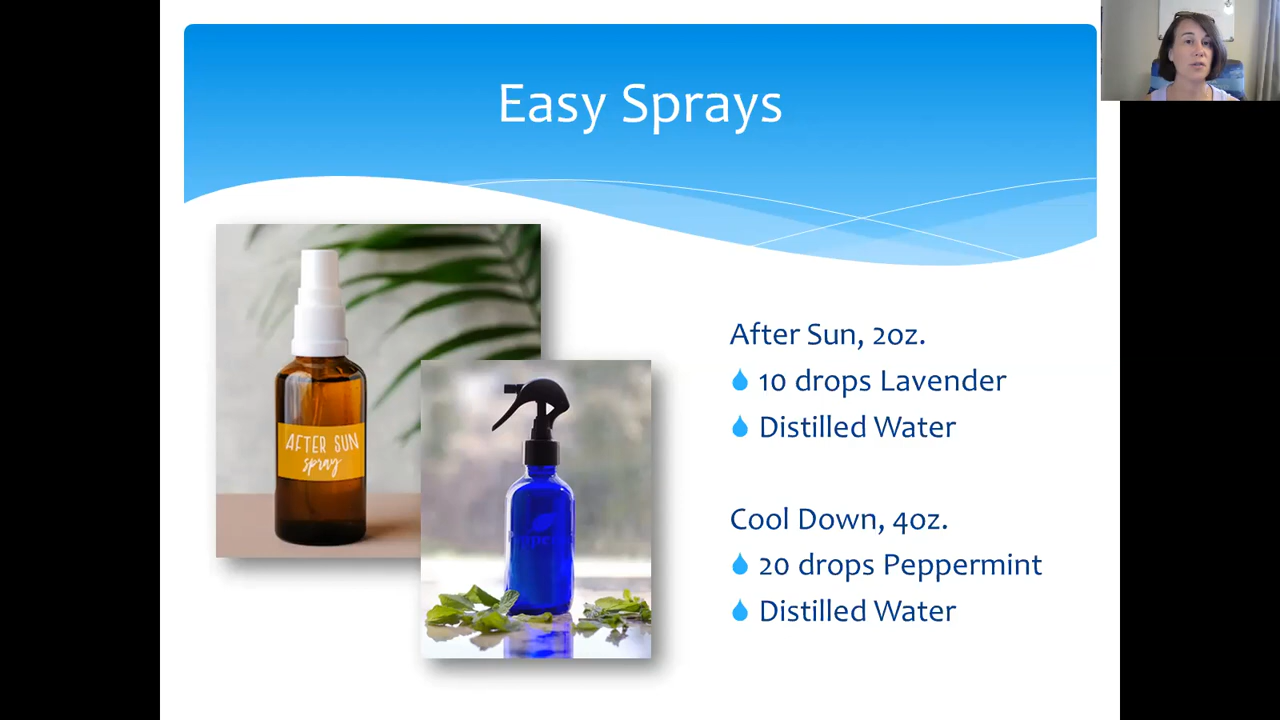 Easy Sprays
AFTER SUN
spray
After Sun, 2oz.
10 drops Lavender
Distilled Water
Cool Down, 4oz.
20 drops Peppermint
Distilled Water